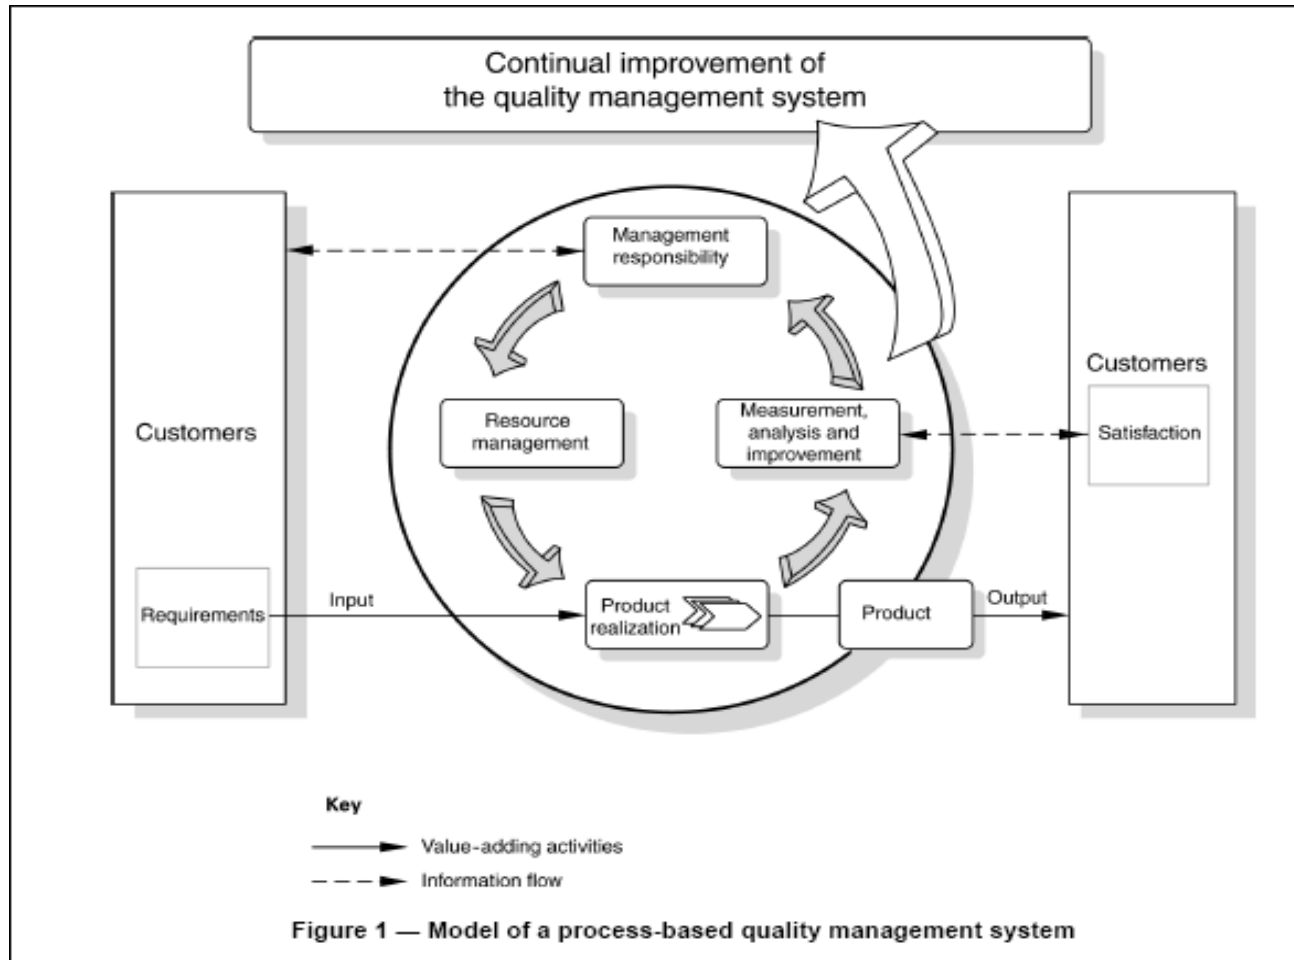 Continual improvement of
the quality management system
Management
responsibility
Customers
Resource
management
Measurement,
analysis and
improvement
Customers
Satisfaction
Requirements
Input
Product
realization
Product
Output
Key
Value-adding activities
Information flow
Figure 1 — Model of a process-based quality management system